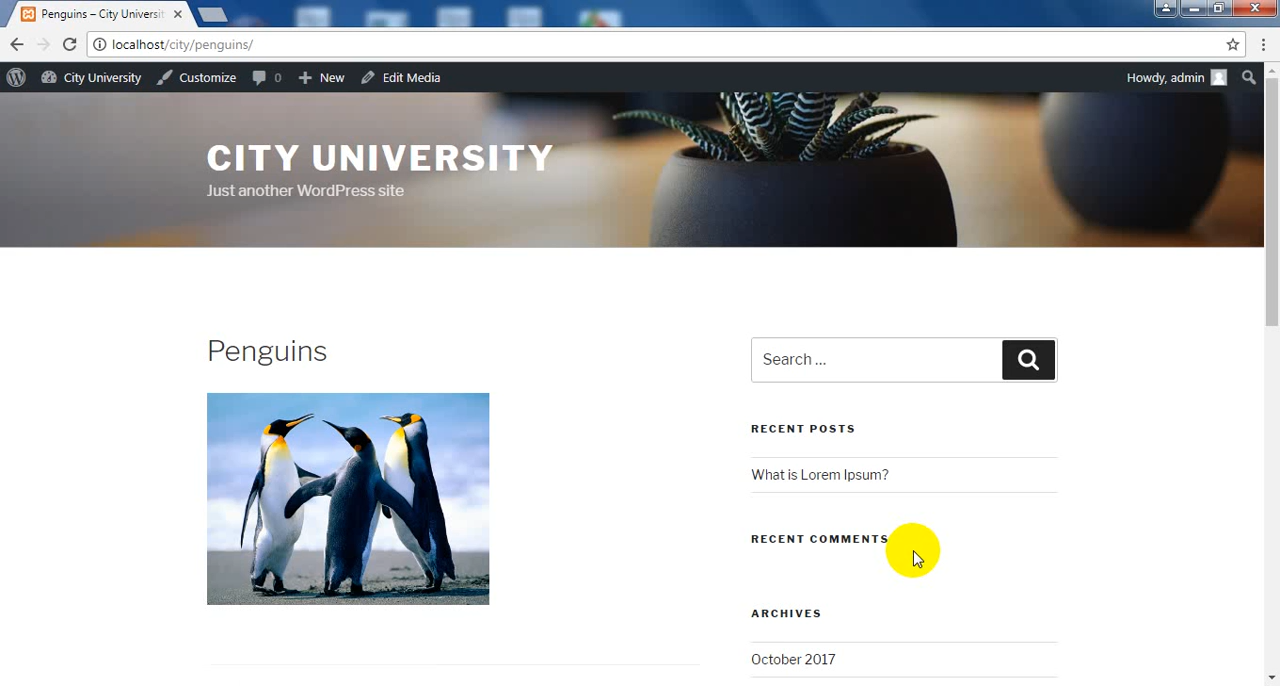 Penguins – City Universit
localhost/city/penguins/
City University Customize 0 New Edit Media Howdy, admin
CITY UNIVERSITY
Just another WordPress site
Penguins
Search …
RECENT POSTS
What is Lorem Ipsum?
RECENT COMMENTS
ARCHIVES
October 2017